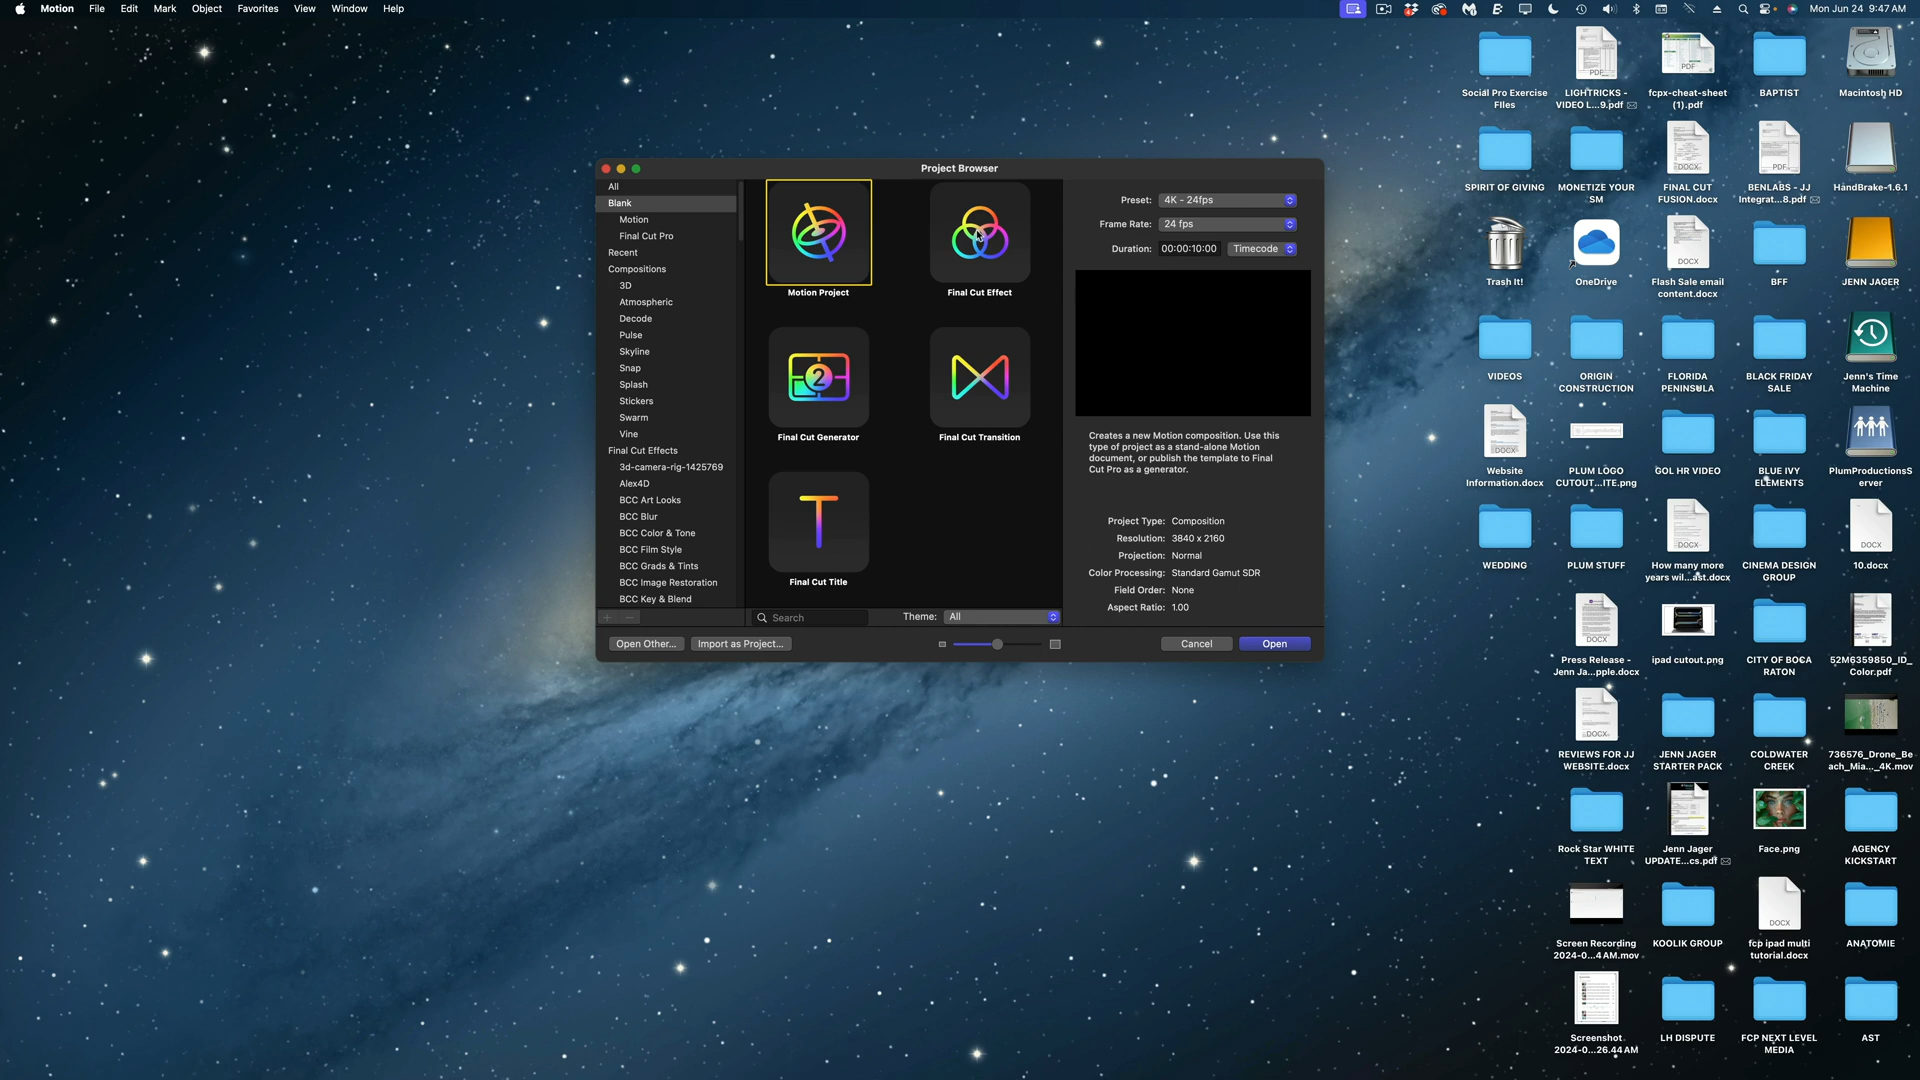 Motion File Edit Mark Object Favorites View Window Help
Mon Jun 24 9:47 AM
Project Browser
All
Blank
Motion
Final Cut Pro
Recent
Compositions
3D
Atmospheric
Decode
Pulse
Skyline
Snap
Splash
Stickers
Swarm
Vine
Final Cut Effects
3d-camera-rig-1425769
Alex4D
BCC Art Looks
BCC Blur
BCC Color & Tone
BCC Film Style
BCC Grads & Tints
BCC Image Restoration
BCC Key & Blend
Motion Project
Final Cut Effect
2
Final Cut Generator
Final Cut Transition
T
Final Cut Title
Search
Theme: All
Preset: 4K - 24fps
Frame Rate: 24 fps
Duration: 00:00:10:00 Timecode
Creates a new Motion composition. Use this
type of project as a stand-alone Motion
document, or publish the template to Final
Cut Pro as a generator.
Project Type: Composition
Resolution: 3840 x 2160
Projection: Normal
Color Processing: Standard Gamut SDR
Field Order: None
Aspect Ratio: 1.00
Open Other...
Import as Project...
Cancel
Open
Social Pro Exercise
Files
PDF
LIGHTRICKS -
VIDEO L...9.pdf
PDF
fcpx-cheat-sheet
(1).pdf
BAPTIST
Macintosh HD
SPIRIT OF GIVING
MONETIZE YOUR
SM
DOCX
FINAL CUT
FUSION.docx
PDF
BENLABS - JJ
Integrat...8.pdf
HandBrake-1.6.1
Trash It!
OneDrive
DOCX
Flash Sale email
content.docx
BFF
JENN JAGER
VIDEOS
ORIGIN
CONSTRUCTION
FLORIDA
PENINSULA
BLACK FRIDAY
SALE
Jenn's Time
Machine
DOCX
Website
Information.docx
PLUM LOGO
CUTOUT...ITE.png
GOL HR VIDEO
BLUE IVY
ELEMENTS
PlumProductionsS
erver
WEDDING
PLUM STUFF
DOCX
How many more
years wil...ast.docx
CINEMA DESIGN
GROUP
DOCX
10.docx
DOCX
Press Release -
Jenn Ja...pple.docx
ipad cutout.png
CITY OF BOCA
RATON
52M6359850_ID_
Color.pdf
DOCX
REVIEWS FOR JJ
WEBSITE.docx
JENN JAGER
STARTER PACK
COLDWATER
CREEK
736576_Drone_Be
ach_Mia..._4K.mov
Rock Star WHITE
TEXT
Jenn Jager
UPDATE...cs.pdf
Face.png
AGENCY
KICKSTART
Screen Recording
2024-0...4 AM.mov
KOOLIK GROUP
DOCX
fcp ipad multi
tutorial.docx
ANATOMIE
Screenshot
2024-0...26.44 AM
LH DISPUTE
FCP NEXT LEVEL
MEDIA
AST